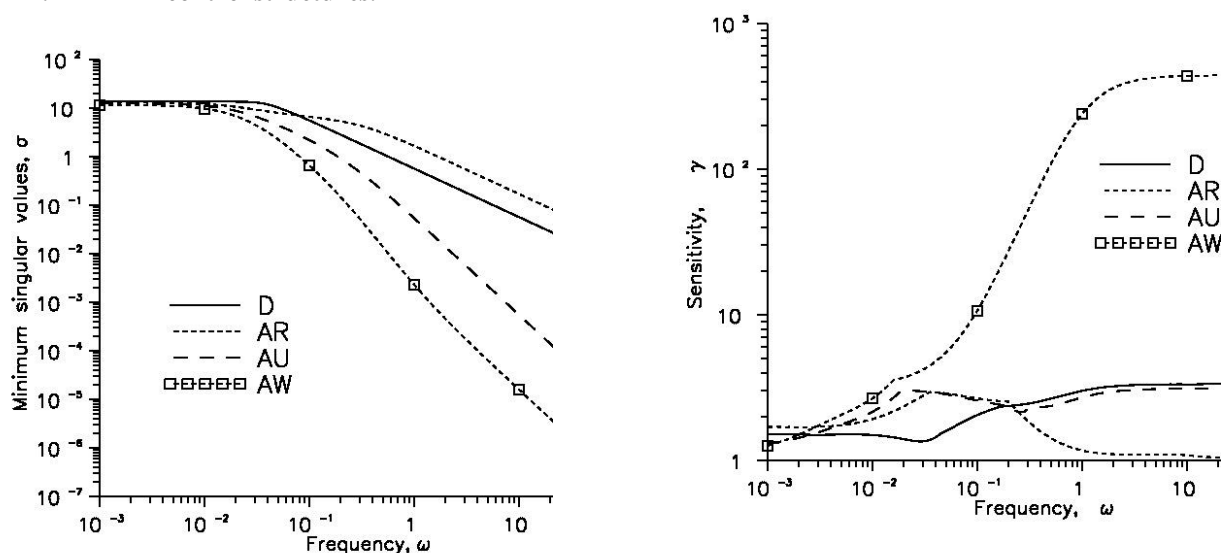 control structures.
10²
10
1
10⁻¹
10⁻²
10⁻³
10⁻⁴
10⁻⁵
10⁻⁶
10⁻⁷
Minimum singular values, σ
D
AR
AU
AW
10⁻³
10⁻²
10⁻¹
1
10
Frequency, ω
10³
10²
10
1
Sensitivity, γ
D
AR
AU
AW
10⁻³
10⁻²
10⁻¹
1
10
Frequency, ω